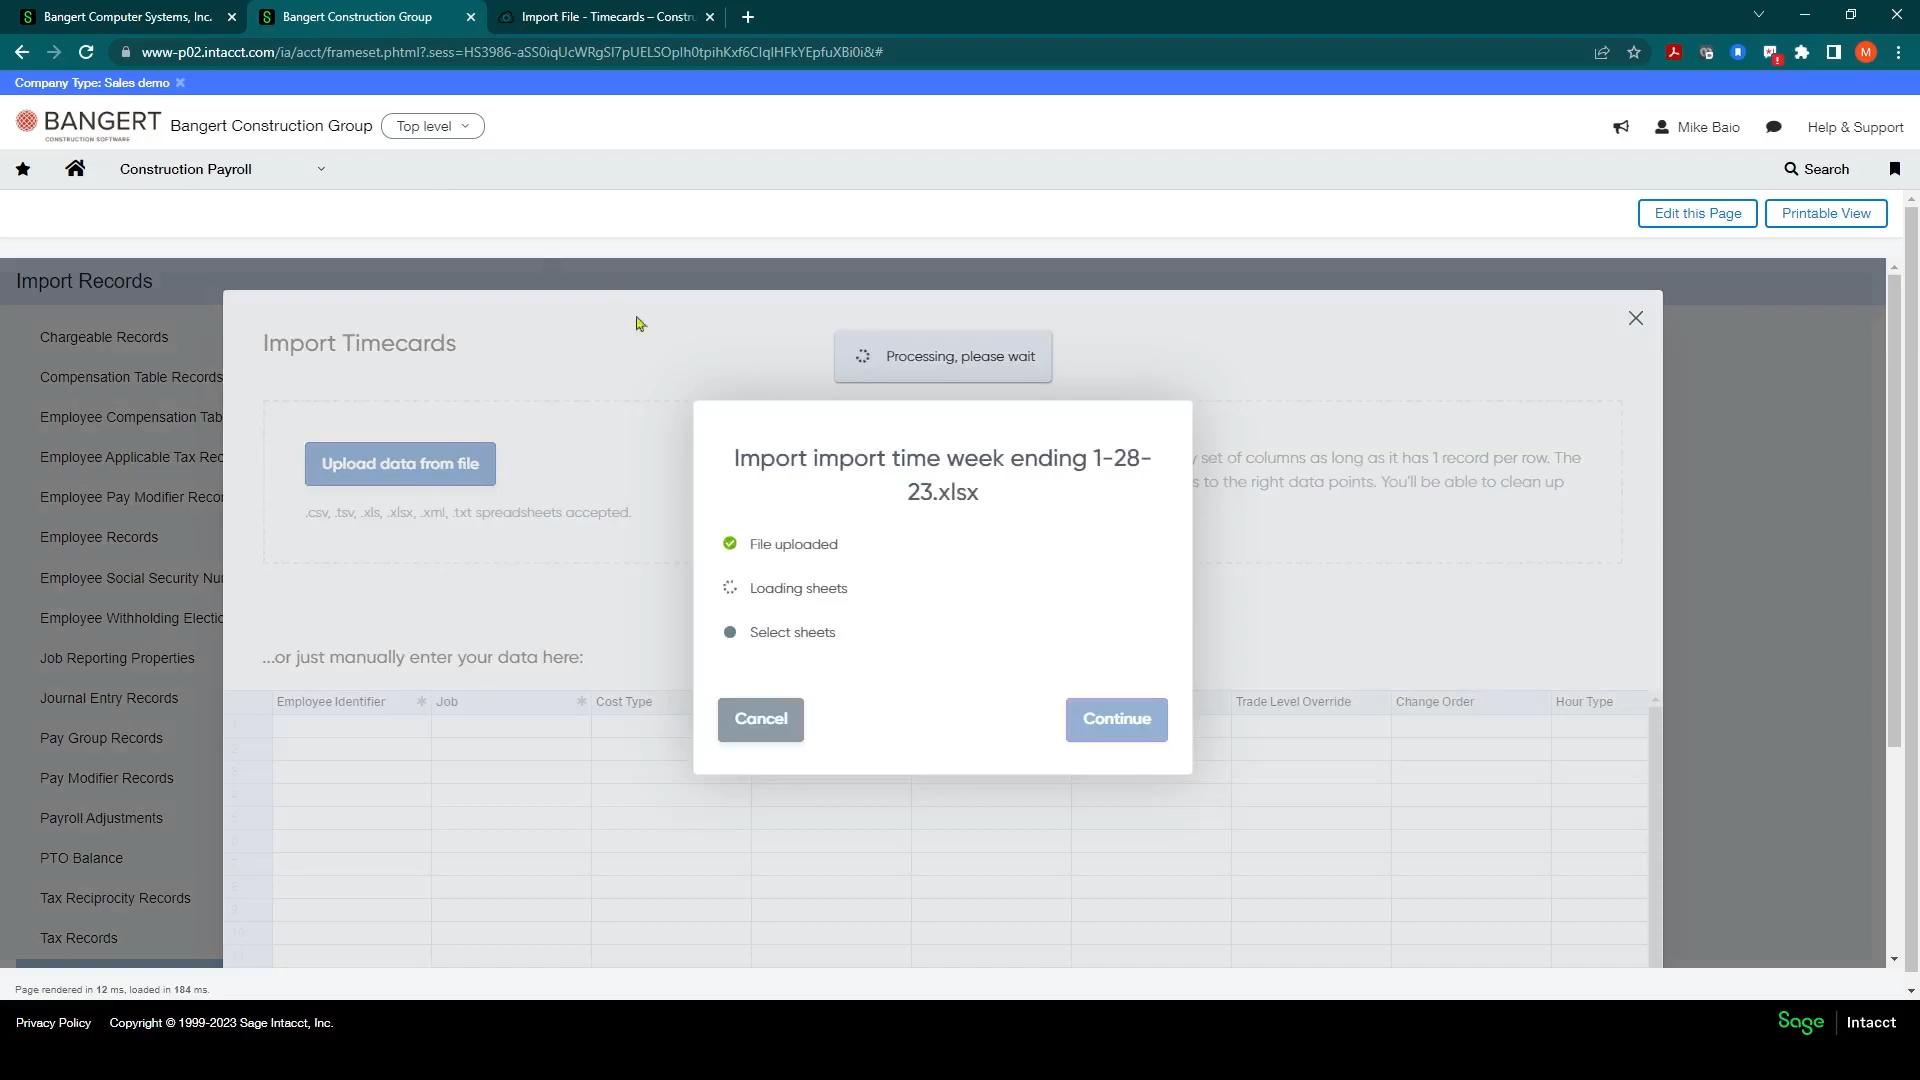 Bangert Computer Systems, Inc.
Bangert Construction Group
Import File - Timecards – Constru
www-p02.intacct.com/ia/acct/frameset.phtml?.sess=HS3986-aSS0iqUcWRgSl7pUELSOplh0tpihKxf6ClqlHFkYEpfuXBi0i&#
M
Company Type: Sales demo
BANGERT
CONSTRUCTION SOFTWARE
Bangert Construction Group
Top level
Mike Baio
Help & Support
Construction Payroll
Search
Edit this Page
Printable View
Import Records
Chargeable Records
Compensation Table Records
Employee Compensation Tab
Employee Applicable Tax Rec
Employee Pay Modifier Recor
Employee Records
Employee Social Security Nu
Employee Withholding Electio
Job Reporting Properties
Journal Entry Records
Pay Group Records
Pay Modifier Records
Payroll Adjustments
PTO Balance
Tax Reciprocity Records
Tax Records
Import Timecards
Processing, please wait
Upload data from file
.csv, .tsv, .xls, .xlsx, .xml, .txt spreadsheets accepted.
set of columns as long as it has 1 record per row. The
s to the right data points. You'll be able to clean up
Import import time week ending 1-28-
23.xlsx
File uploaded
Loading sheets
Select sheets
Cancel
Continue
...or just manually enter your data here:
Employee Identifier
Job
Cost Type
Trade Level Override
Change Order
Hour Type
Page rendered in 12 ms, loaded in 184 ms.
Privacy Policy
Copyright © 1999-2023 Sage Intacct, Inc.
Sage
Intacct